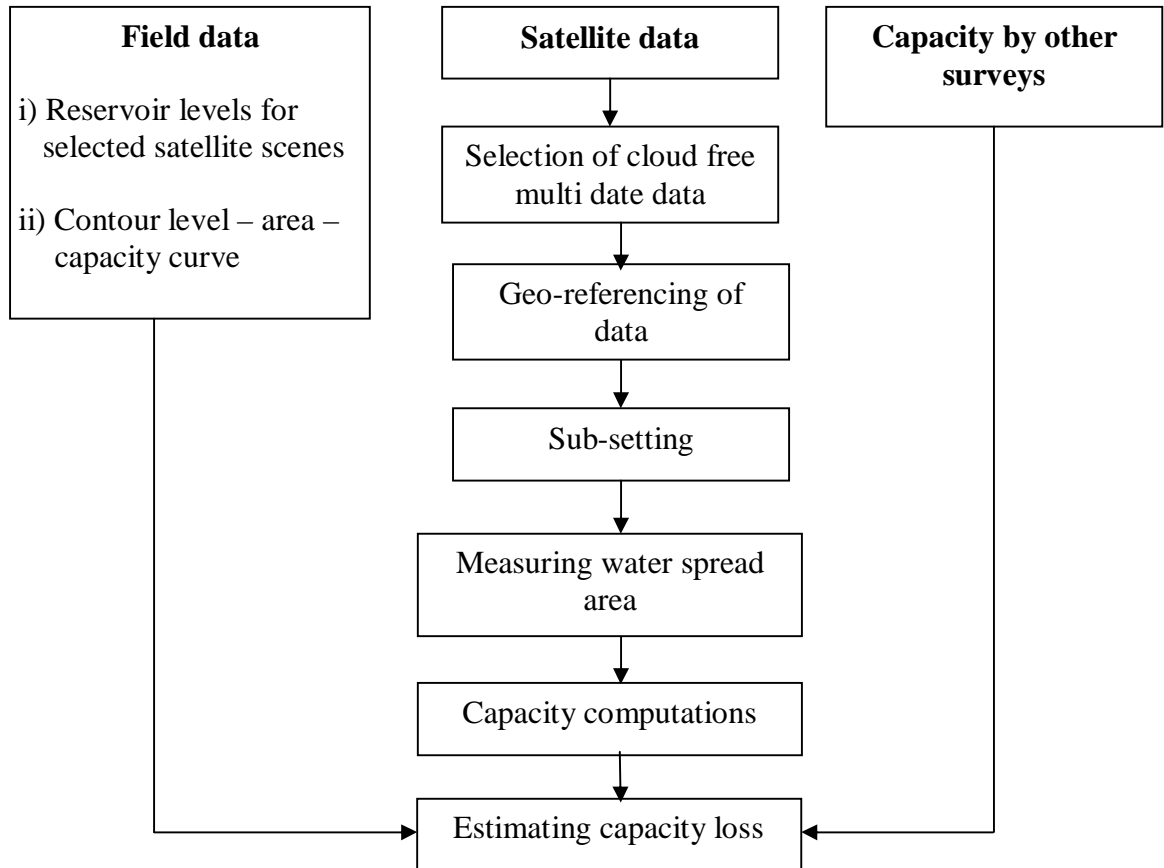 Field data
i) Reservoir levels for
selected satellite scenes
ii) Contour level – area –
capacity curve
Satellite data
Capacity by other
surveys
Selection of cloud free
multi date data
Geo-referencing of
data
Sub-setting
Measuring water spread
area
Capacity computations
Estimating capacity loss